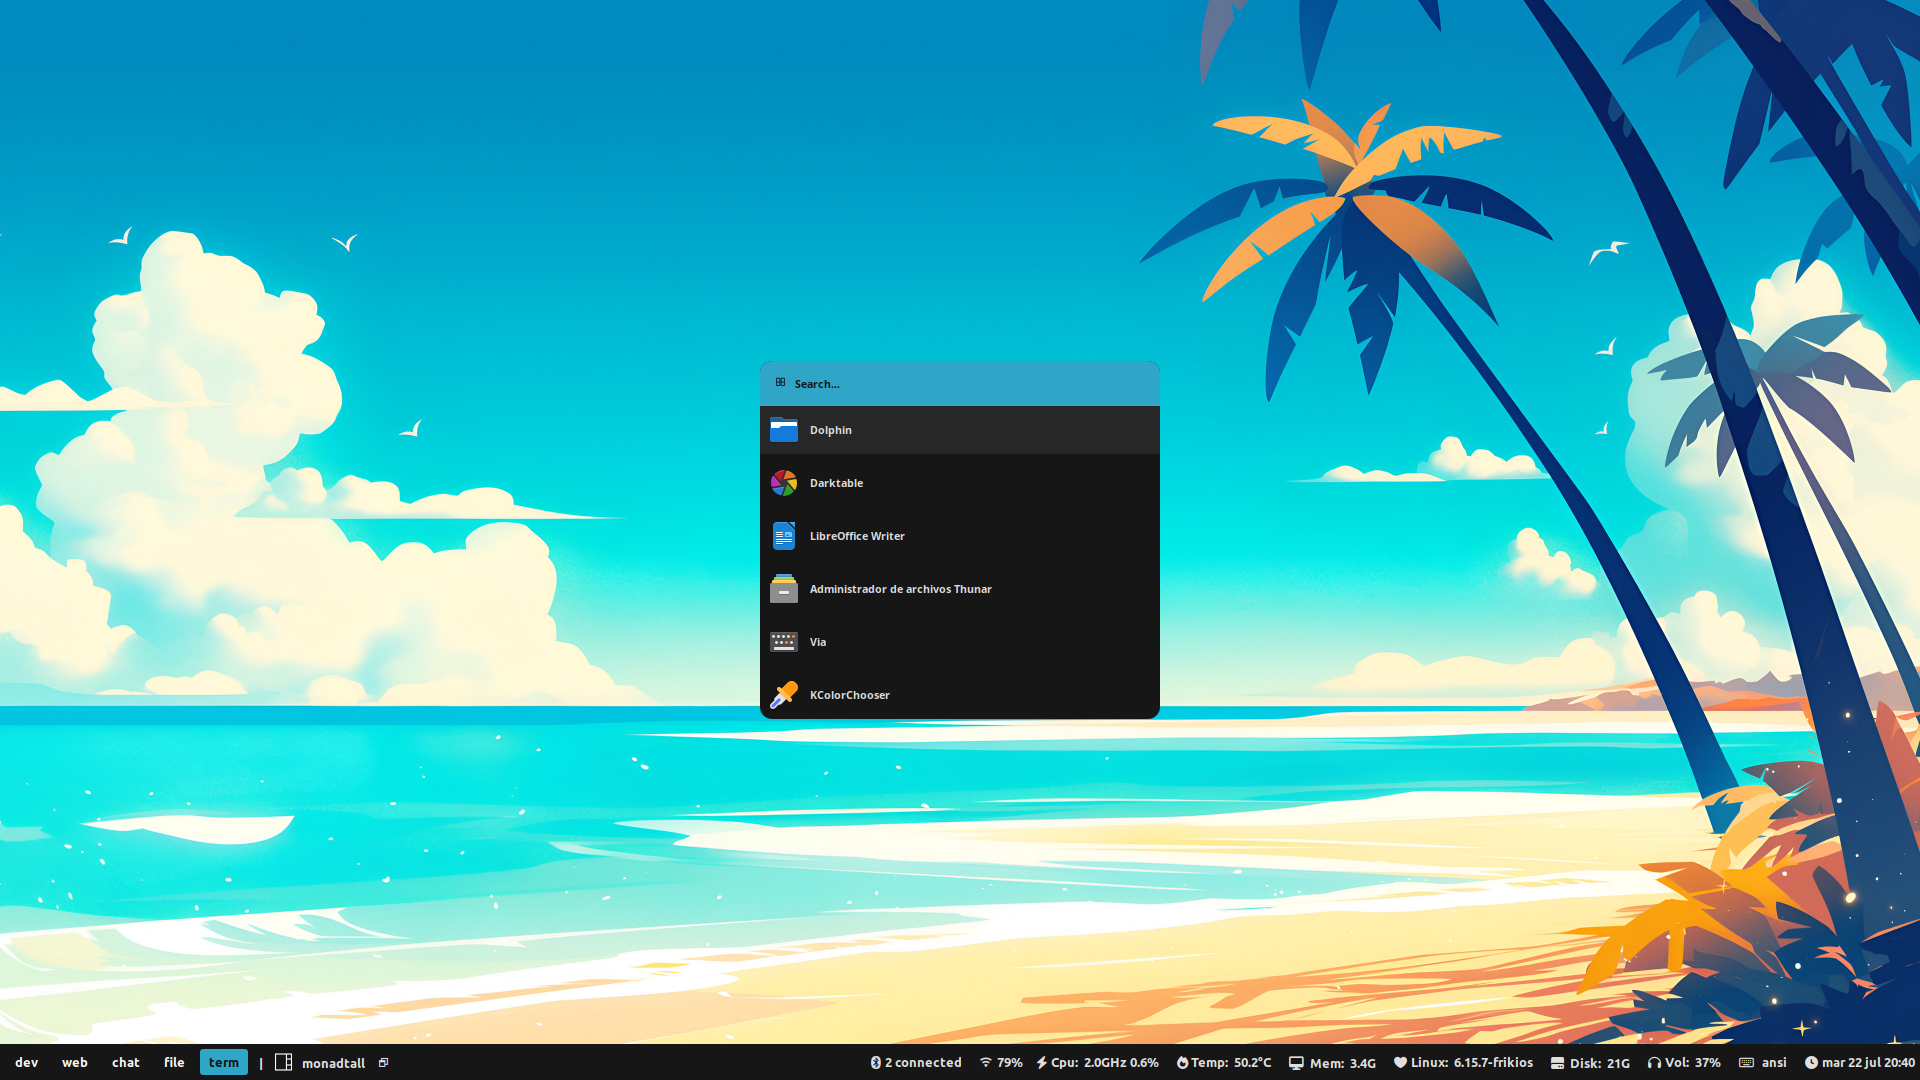 Search...
Dolphin
Darktable
LibreOffice Writer
Administrador de archivos Thunar
Via
KColorChooser
dev web chat file term | monadtall 2 connected 79% Cpu: 2.0GHz 0.6% Temp: 50.2°C Mem: 3.4G Linux: 6.15.7-frikios Disk: 21G Vol: 37% ansi mar 22 jul 20:40